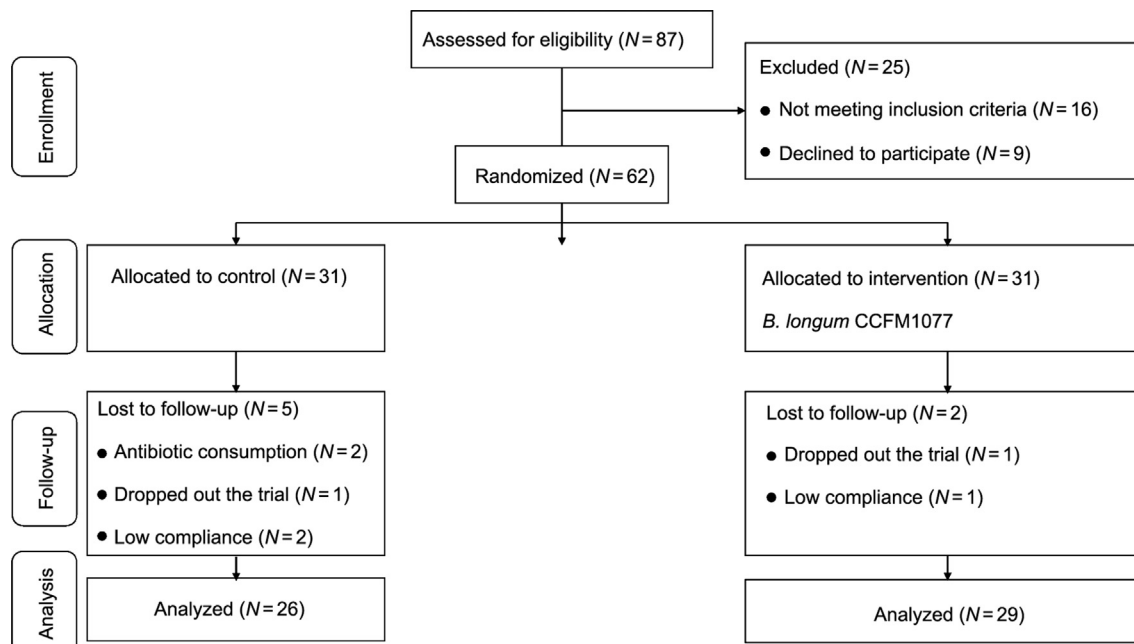 Enrollment
Assessed for eligibility (N=87)
Excluded (N=25)
● Not meeting inclusion criteria (N=16)
● Declined to participate (N=9)
Randomized (N=62)
Allocation
Allocated to control (N=31)
Allocated to intervention (N=31)
B. longum CCFM1077
Follow-up
Lost to follow-up (N=5)
● Antibiotic consumption (N=2)
● Dropped out the trial (N=1)
● Low compliance (N=2)
Lost to follow-up (N=2)
● Dropped out the trial (N=1)
● Low compliance (N=1)
Analysis
Analyzed (N=26)
Analyzed (N=29)